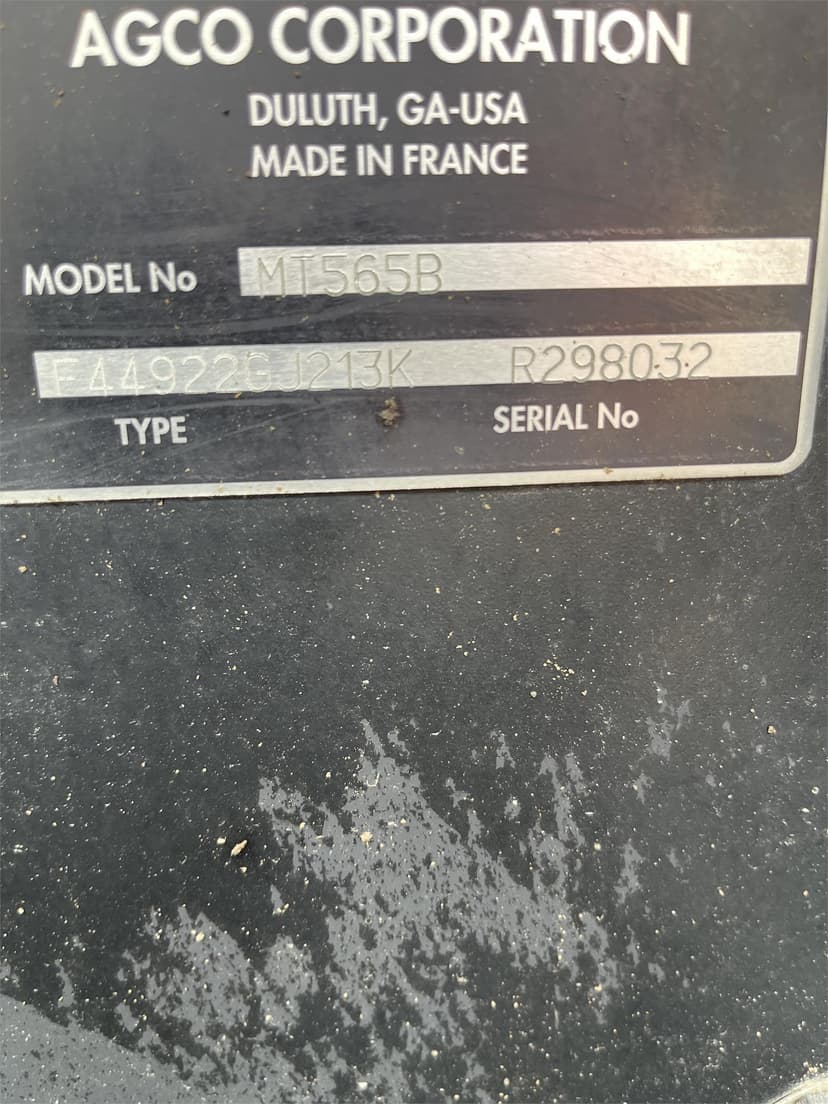 AGCO CORPORATION
DULUTH, GA-USA
MADE IN FRANCE
MODEL No MT565B
F44922GJ213K R298032
TYPE SERIAL No